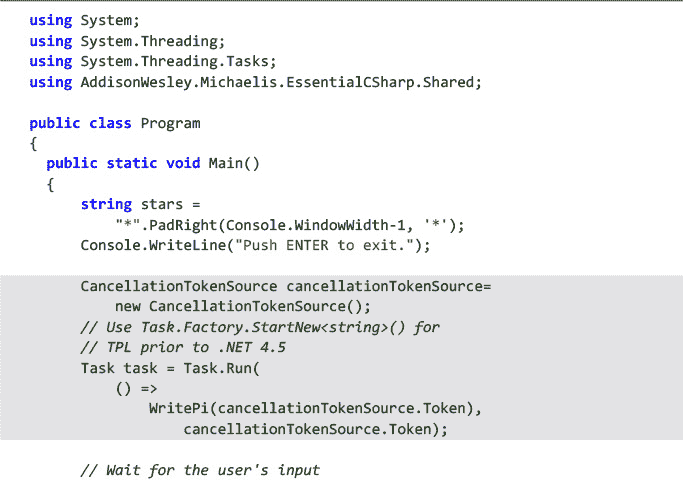 using System;
using System.Threading;
using System.Threading.Tasks;
using AddisonWesley.Michaelis.EssentialCSharp.Shared;

public class Program
{
  public static void Main()
  {
      string stars =
          "*".PadRight(Console.WindowWidth-1, '*');
      Console.WriteLine("Push ENTER to exit.");

      CancellationTokenSource cancellationTokenSource=
          new CancellationTokenSource();
      // Use Task.Factory.StartNew<string>() for
      // TPL prior to .NET 4.5
      Task task = Task.Run(
          () =>
              WritePi(cancellationTokenSource.Token),
                  cancellationTokenSource.Token);

      // Wait for the user's input